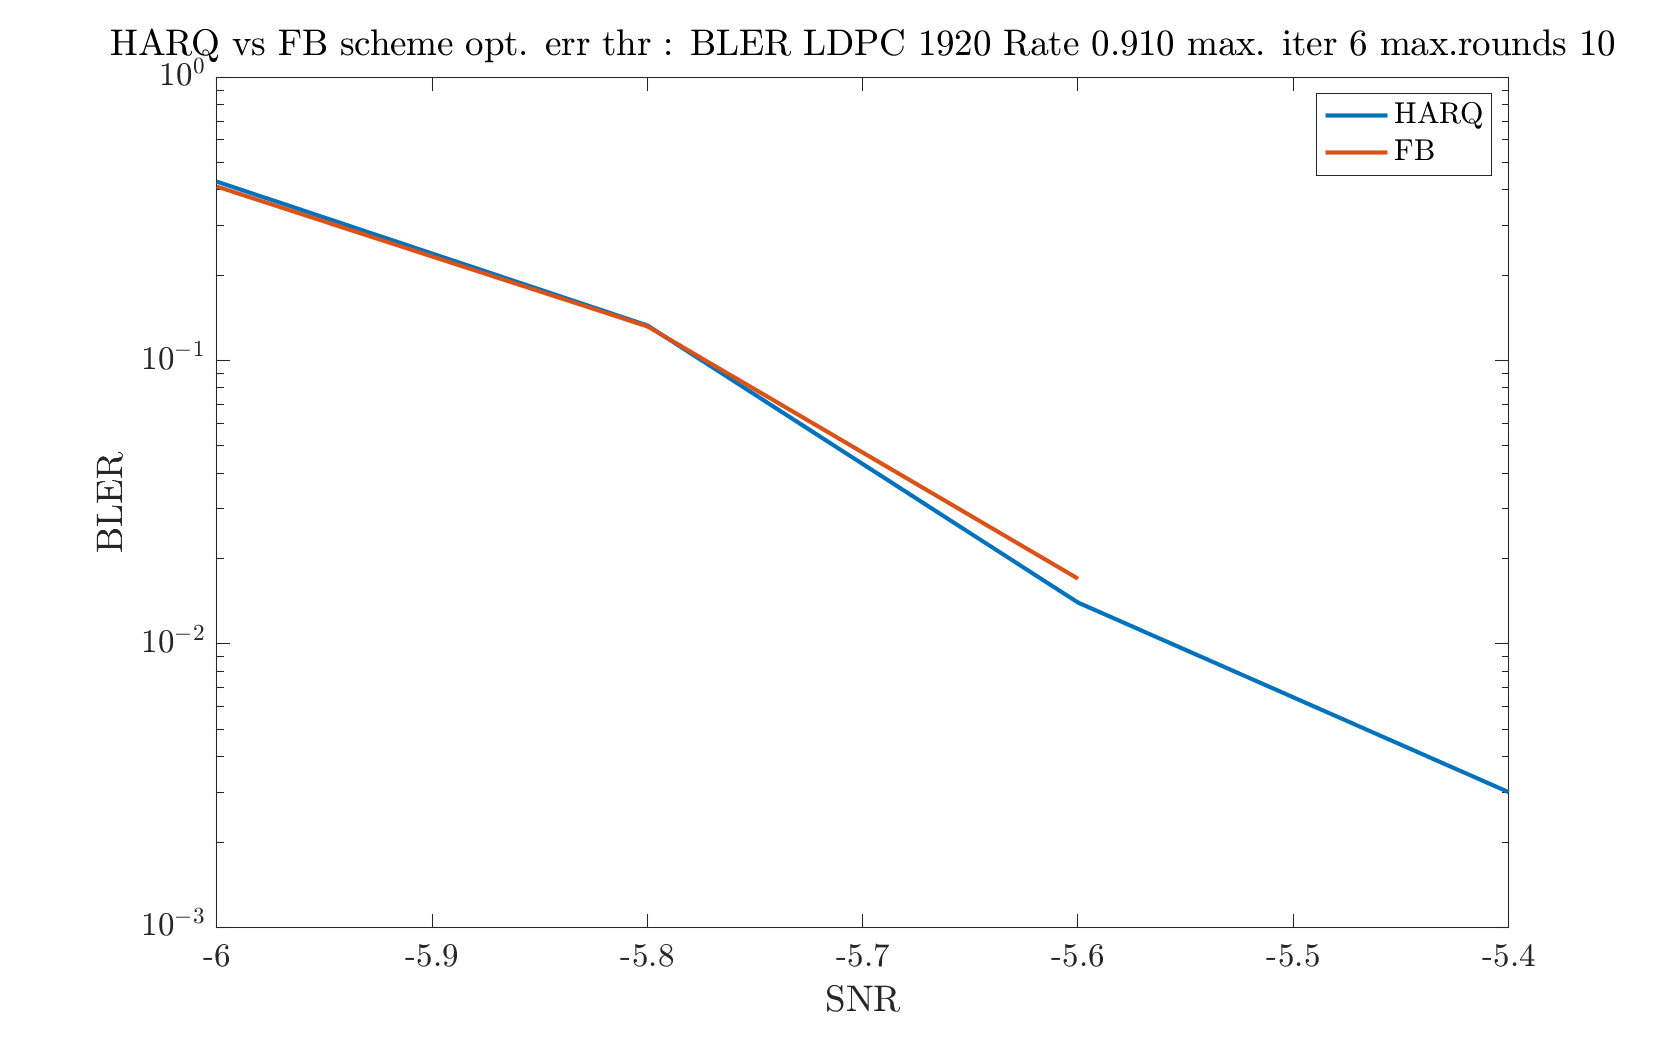 HARQ vs FB scheme opt. err thr : BLER LDPC 1920 Rate 0.910 max. iter 6 max.rounds 10
10^0
HARQ
FB
10^-1
BLER
10^-2
10^-3
-6 -5.9 -5.8 -5.7 -5.6 -5.5 -5.4
SNR